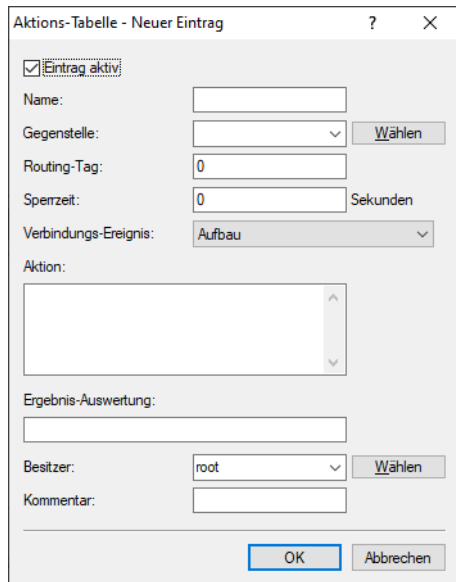 Aktions-Tabelle - Neuer Eintrag ?
Eintrag aktiv
Name:
Gegenstelle: Wählen
Routing-Tag: 0
Sperrzeit: 0 Sekunden
Verbindungs-Ereignis: Aufbau
Aktion:
Ergebnis-Auswertung:
Besitzer: root Wählen
Kommentar:
OK Abbrechen